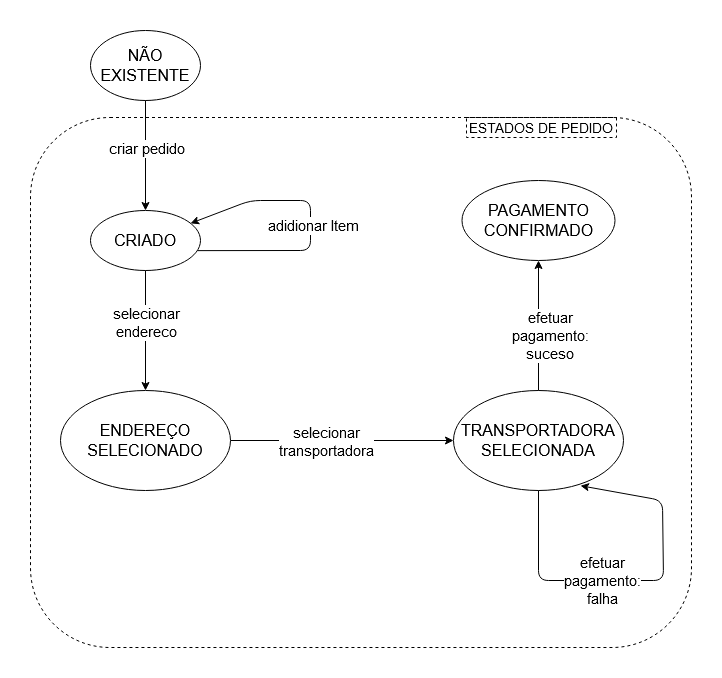 NÃO
EXISTENTE
ESTADOS DE PEDIDO
criar pedido
CRIADO
adidionar Item
PAGAMENTO
CONFIRMADO
selecionar
endereco
efetuar
pagamento:
suceso
ENDEREÇO
SELECIONADO
selecionar
transportadora
TRANSPORTADORA
SELECIONADA
efetuar
pagamento:
falha